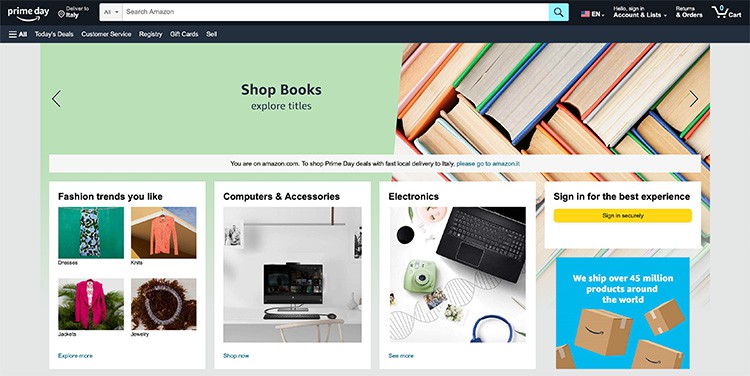 prime day
Deliver to
Italy
All
Search Amazon
EN
Hello, sign in
Account & Lists
Returns
& Orders
0
Cart
All
Today's Deals
Customer Service
Registry
Gift Cards
Sell
Shop Books
explore titles
You are on amazon.com. To shop Prime Day deals with fast local delivery to Italy, please go to amazon.it
Fashion trends you like
Dresses
Knits
Jackets
Jewelry
Explore more
Computers & Accessories
Shop now
Electronics
See more
Sign in for the best experience
Sign in securely
We ship over 45 million
products around
the world